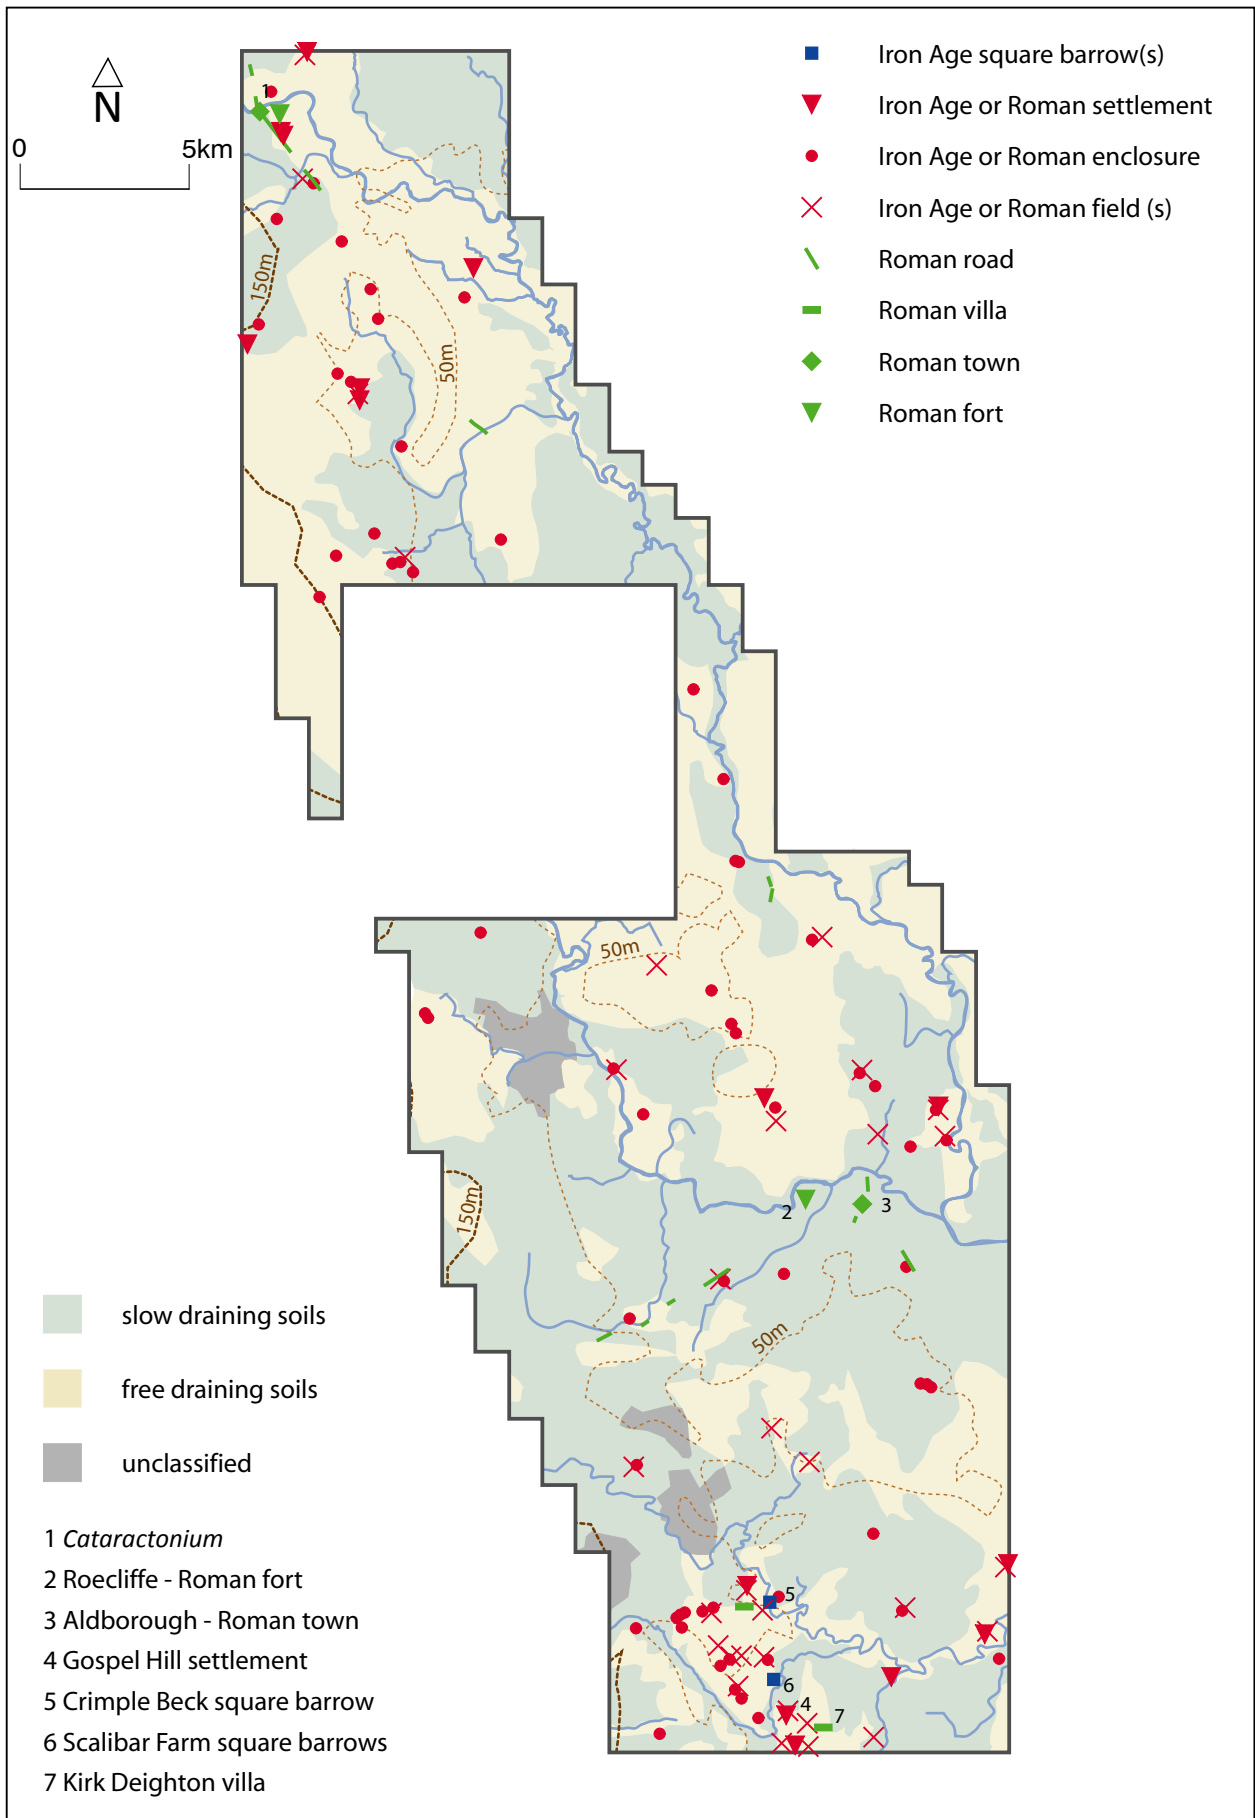 N
0 5km
Iron Age square barrow(s)
Iron Age or Roman settlement
Iron Age or Roman enclosure
Iron Age or Roman field (s)
Roman road
Roman villa
Roman town
Roman fort
1
150m
50m
50m
150m
2
3
50m
5
6
4
7
slow draining soils
free draining soils
unclassified
1 Cataractonium
2 Roecliffe - Roman fort
3 Aldborough - Roman town
4 Gospel Hill settlement
5 Crimple Beck square barrow
6 Scalibar Farm square barrows
7 Kirk Deighton villa